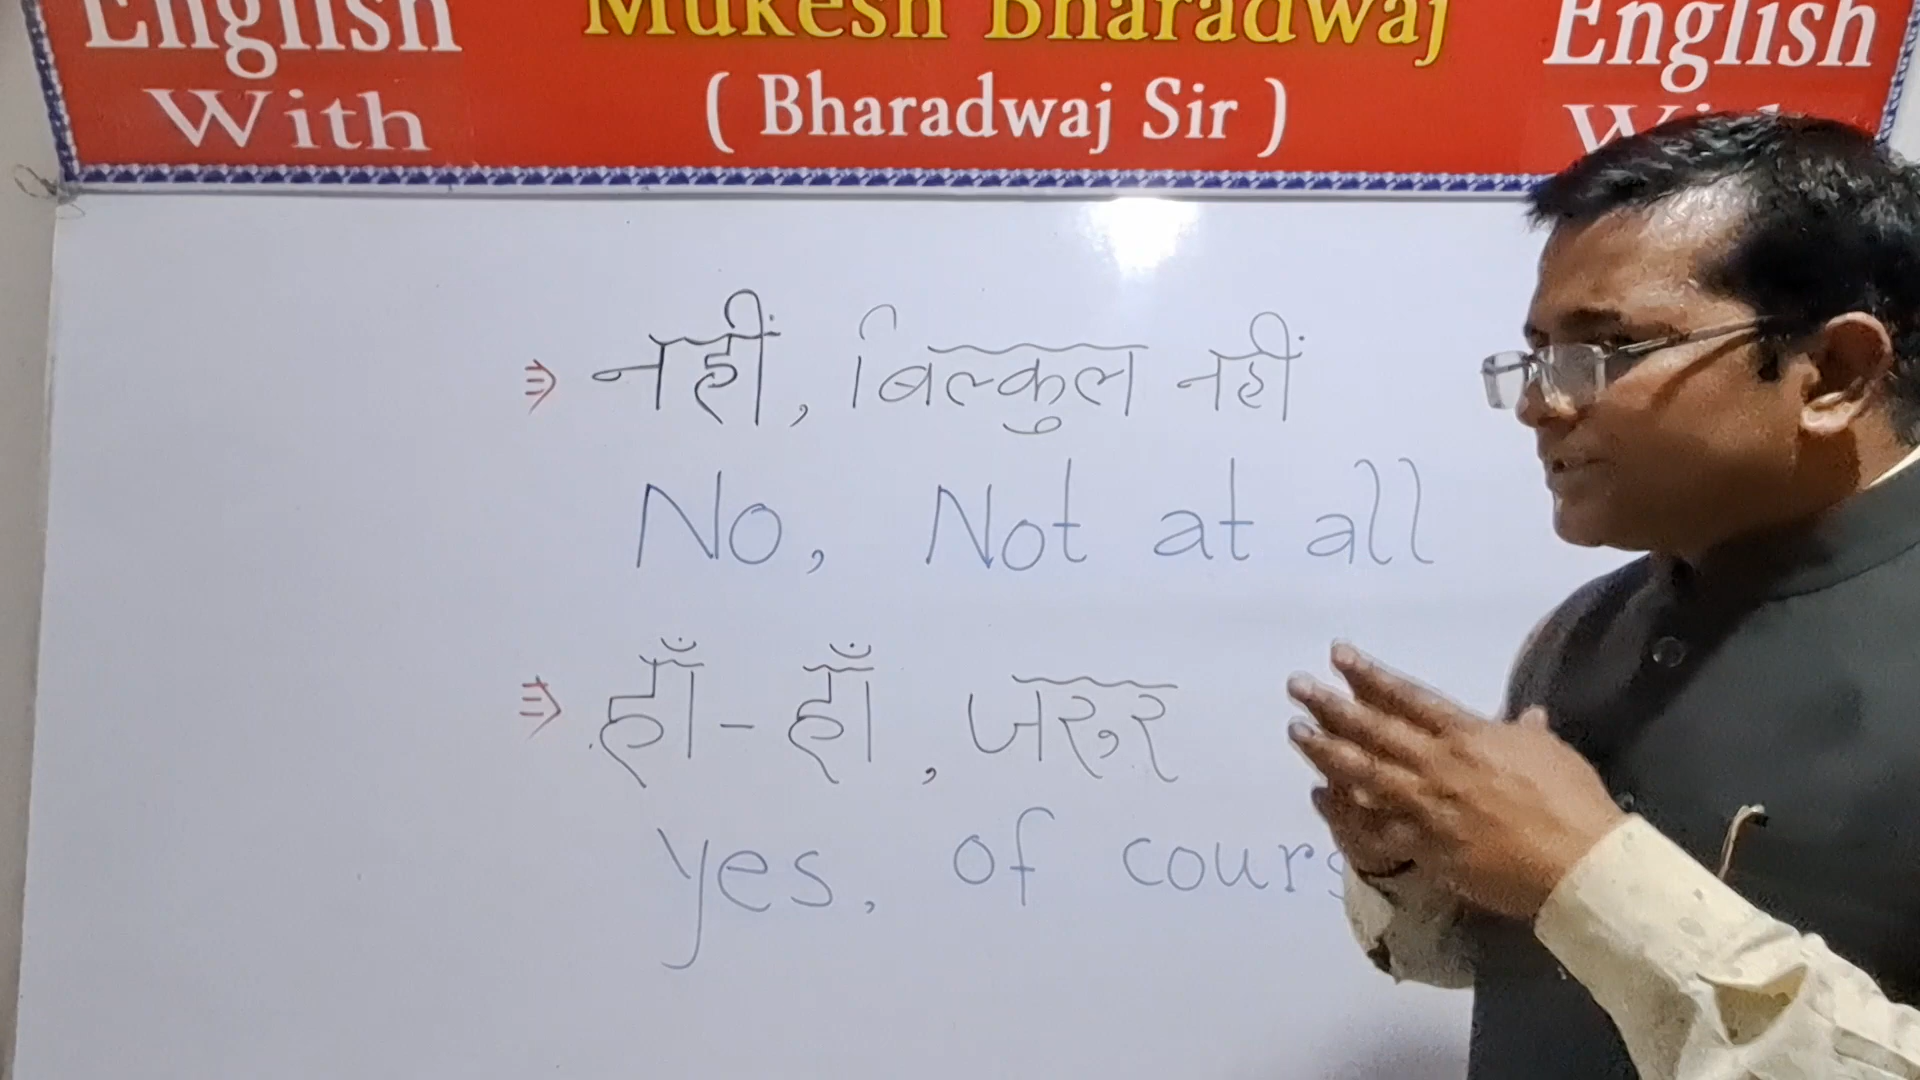 English Mukesh Bharadwaj English
With ( Bharadwaj Sir )
⇒ नहीं, बिल्कुल नहीं
No, Not at all
⇒ हाँ - हाँ, जरुर
yes, of cours